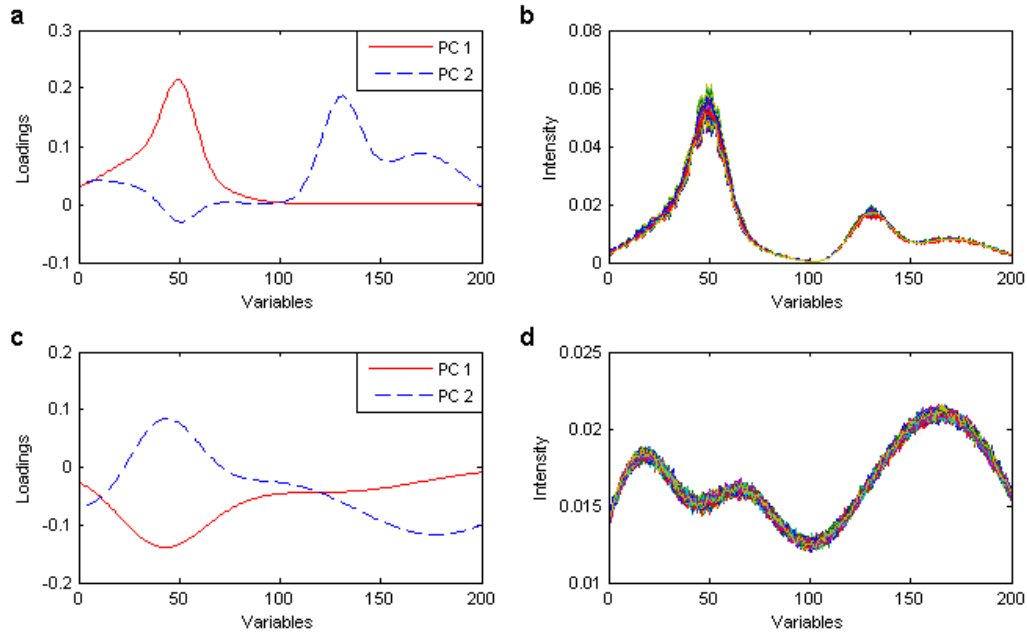 a
0.3
0.2
0.1
0
-0.1
Loadings
PC 1
PC 2
0 50 100 150 200
Variables
b
0.08
0.06
0.04
0.02
0
Intensity
0 50 100 150 200
Variables
c
0.2
0.1
0
-0.1
-0.2
Loadings
PC 1
PC 2
0 50 100 150 200
Variables
d
0.025
0.02
0.015
0.01
Intensity
0 50 100 150 200
Variables